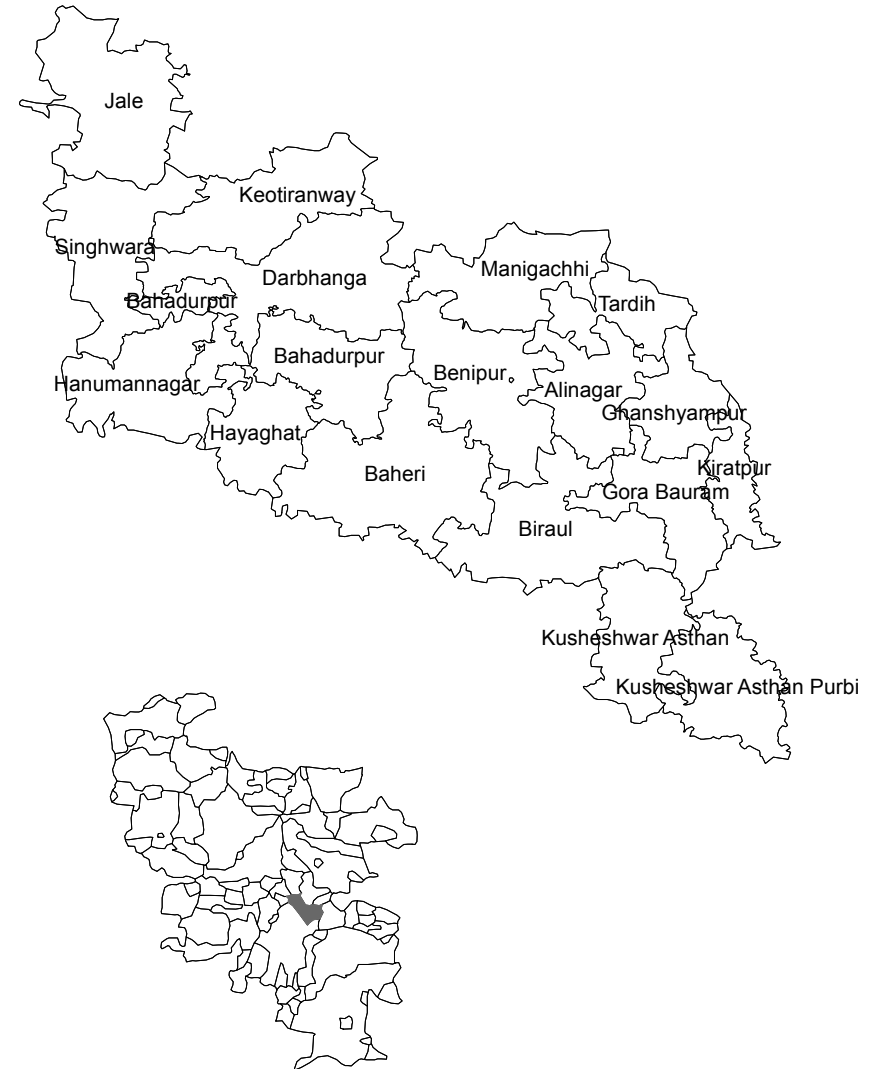 Jale
Keotiranway
Singhwara
Manigachhi
Darbhanga
Bahadurpur
Tardih
Bahadurpur
Benipur
Hanumannagar
Alinagar
Ghanshyampur
Hayaghat
Kiratpur
Baheri
Gora Bauram
Biraul
Kusheshwar Asthan
Kusheshwar Asthan Purbi